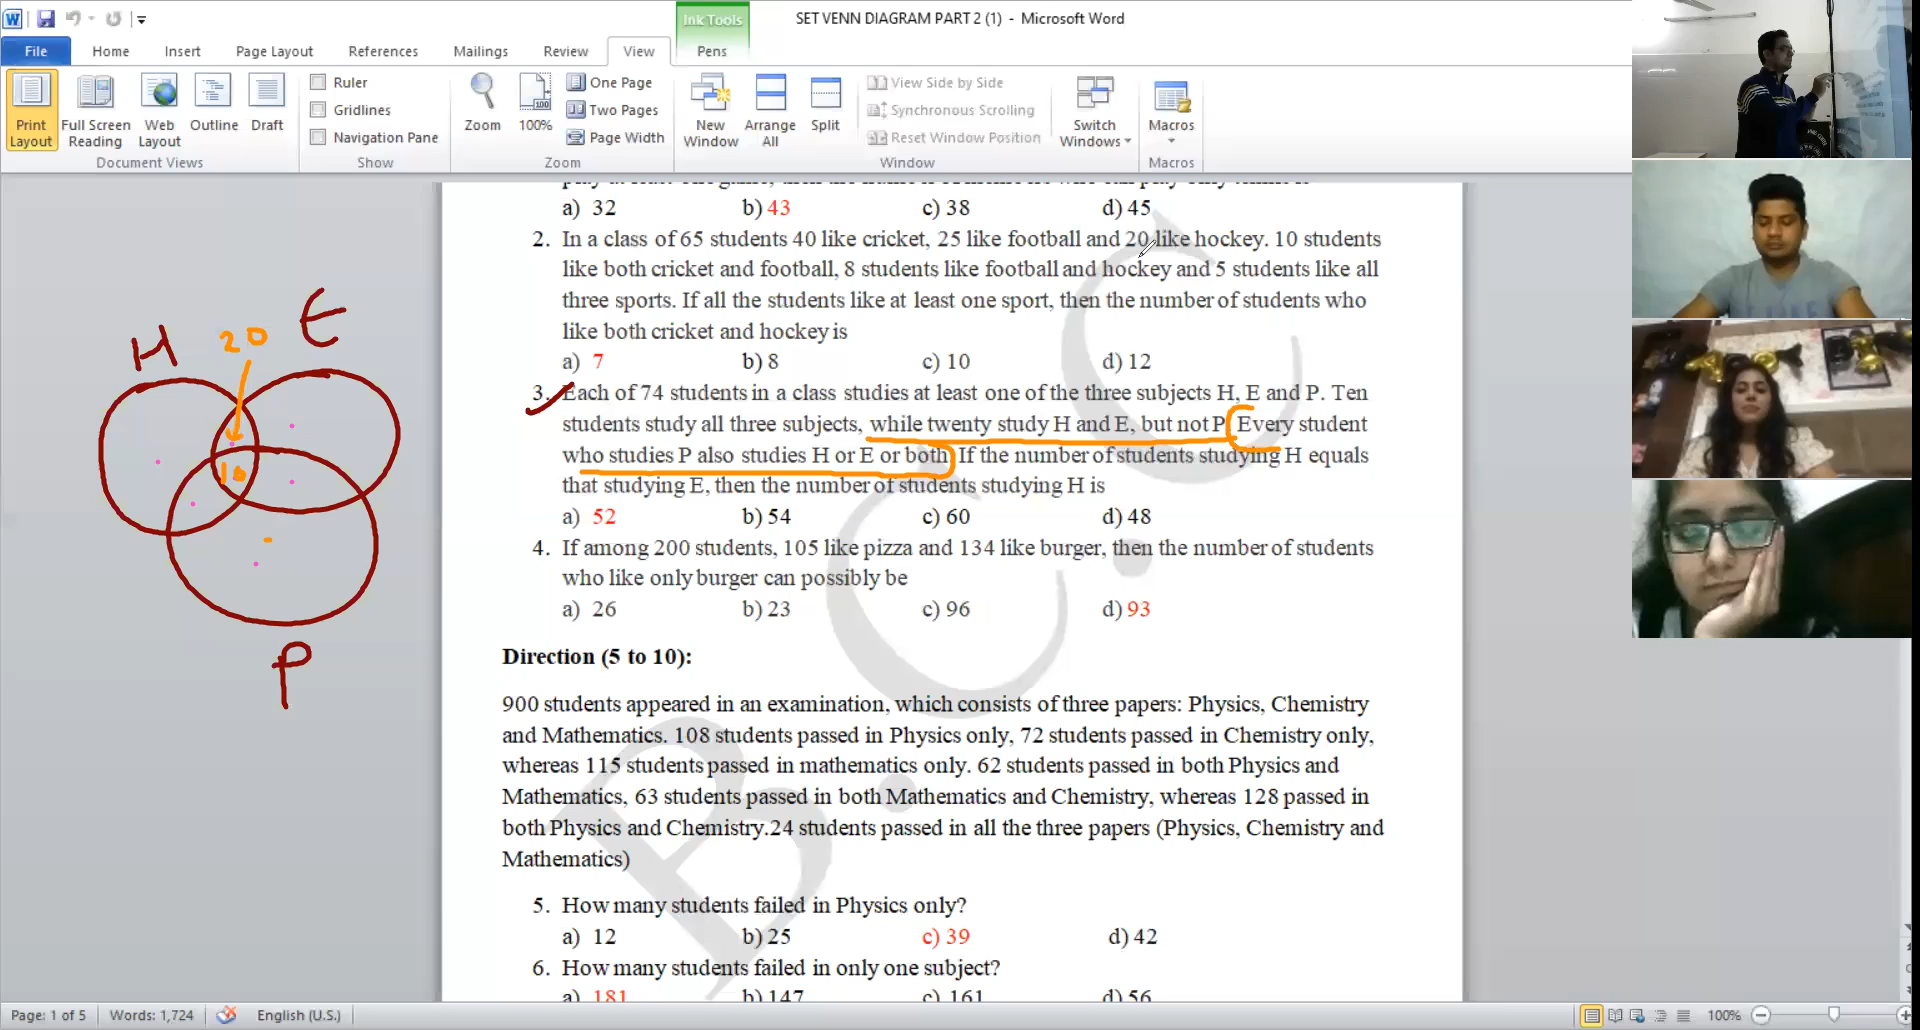 SET VENN DIAGRAM PART 2 (1) - Microsoft Word
Ink Tools
File Home Insert Page Layout References Mailings Review View Pens
Print Layout
Full Screen Reading
Web Layout
Outline
Draft
Document Views
Ruler
Gridlines
Navigation Pane
Show
Zoom
100%
One Page
Two Pages
Page Width
Zoom
New Window
Arrange All
Split
View Side by Side
Synchronous Scrolling
Reset Window Position
Window
Switch Windows
Macros
Macros
a) 32 b) 43 c) 38 d) 45
2. In a class of 65 students 40 like cricket, 25 like football and 20 like hockey. 10 students
like both cricket and football, 8 students like football and hockey and 5 students like all
three sports. If all the students like at least one sport, then the number of students who
like both cricket and hockey is
a) 7 b) 8 c) 10 d) 12
3. Each of 74 students in a class studies at least one of the three subjects H, E and P. Ten
students study all three subjects, while twenty study H and E, but not P. Every student
who studies P also studies H or E or both. If the number of students studying H equals
that studying E, then the number of students studying H is
a) 52 b) 54 c) 60 d) 48
4. If among 200 students, 105 like pizza and 134 like burger, then the number of students
who like only burger can possibly be
a) 26 b) 23 c) 96 d) 93
Direction (5 to 10):
900 students appeared in an examination, which consists of three papers: Physics, Chemistry
and Mathematics. 108 students passed in Physics only, 72 students passed in Chemistry only,
whereas 115 students passed in mathematics only. 62 students passed in both Physics and
Mathematics, 63 students passed in both Mathematics and Chemistry, whereas 128 passed in
both Physics and Chemistry.24 students passed in all the three papers (Physics, Chemistry and
Mathematics)
5. How many students failed in Physics only?
a) 12 b) 25 c) 39 d) 42
6. How many students failed in only one subject?
a) 181 b) 147 c) 161 d) 56
H
20
E
10
-
P
B.C.C
Page: 1 of 5 Words: 1,724 English (U.S.) 100%